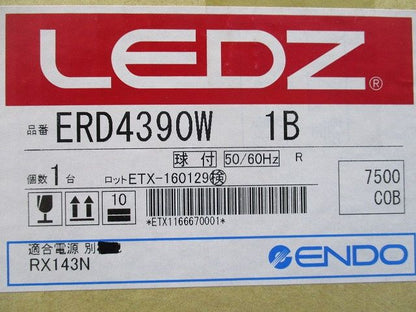 LEDZ®
品番 ERD4390W 1B
球付 50/60Hz R
個数 1台 ロット ETX-160129 検
7500
COB
10
*ETX1166670001*
適合電源 別
RX143N
ENDO